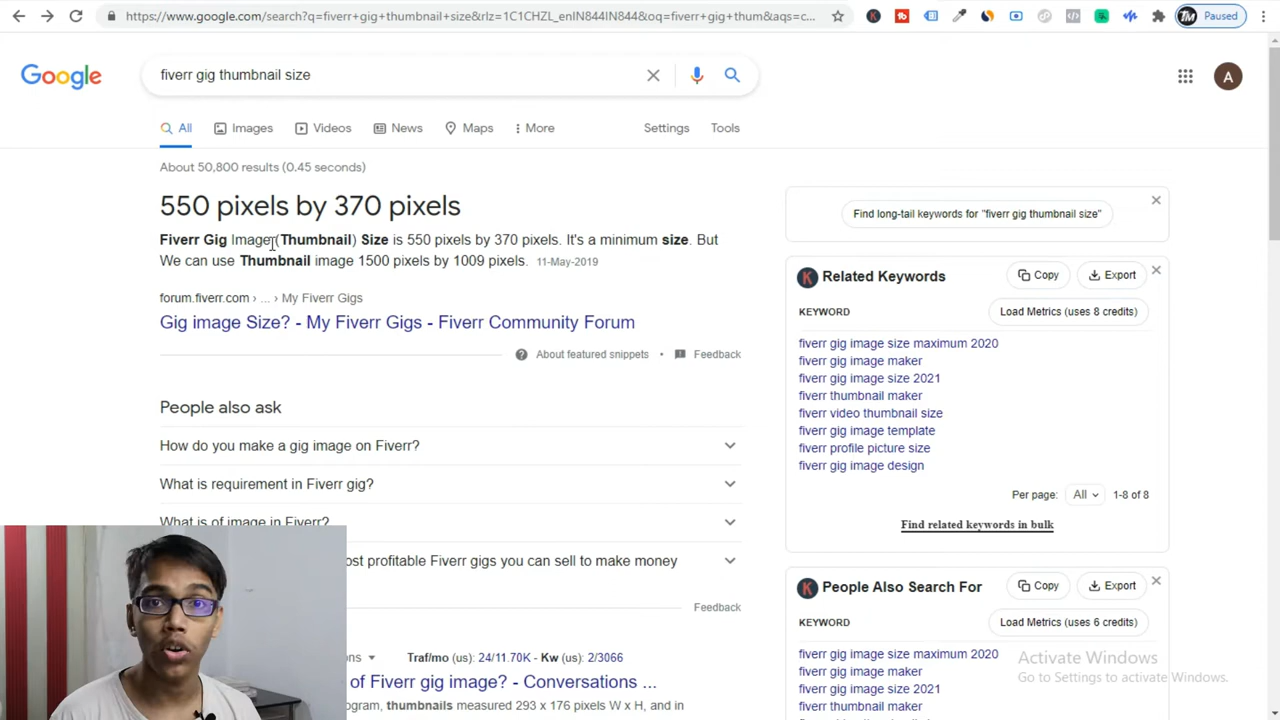 https://www.google.com/search?q=fiverr+gig+thumbnail+size&rlz=1C1CHZL_enIN844IN844&oq=fiverr+gig+thum&aqs=c...
TM Paused
Google
fiverr gig thumbnail size
A
All Images Videos News Maps More Settings Tools
About 50,800 results (0.45 seconds)
550 pixels by 370 pixels
Fiverr Gig Image (Thumbnail) Size is 550 pixels by 370 pixels. It's a minimum size. But
We can use Thumbnail image 1500 pixels by 1009 pixels. 11-May-2019
forum.fiverr.com › ... › My Fiverr Gigs
Gig image Size? - My Fiverr Gigs - Fiverr Community Forum
About featured snippets • Feedback
People also ask
How do you make a gig image on Fiverr?
What is requirement in Fiverr gig?
What is of image in Fiverr?
ost profitable Fiverr gigs you can sell to make money
Feedback
ons Traf/mo (us): 24/11.70K - Kw (us): 2/3066
of Fiverr gig image? - Conversations ...
ogram, thumbnails measured 293 x 176 pixels W x H, and in
Find long-tail keywords for "fiverr gig thumbnail size"
K Related Keywords Copy Export
KEYWORD Load Metrics (uses 8 credits)
fiverr gig image size maximum 2020
fiverr gig image maker
fiverr gig image size 2021
fiverr thumbnail maker
fiverr video thumbnail size
fiverr gig image template
fiverr profile picture size
fiverr gig image design
Per page: All 1-8 of 8
Find related keywords in bulk
K People Also Search For Copy Export
KEYWORD Load Metrics (uses 6 credits)
fiverr gig image size maximum 2020
fiverr gig image maker
fiverr gig image size 2021
fiverr thumbnail maker
Activate Windows
Go to Settings to activate Windows.